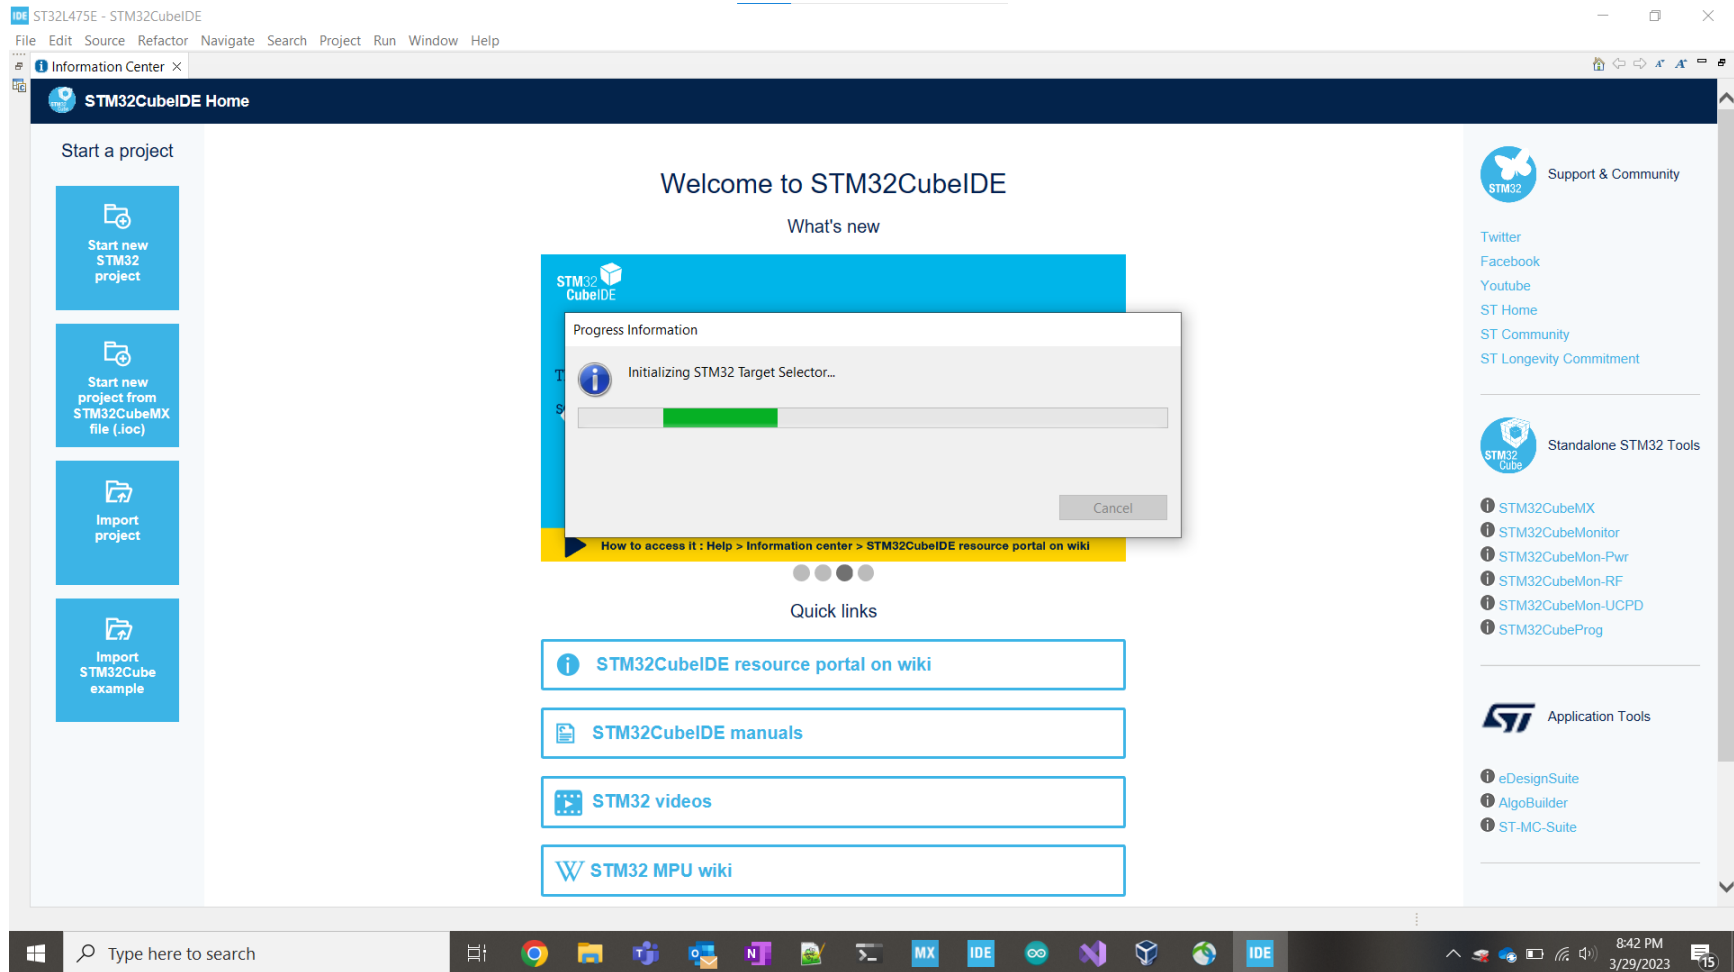 IDE ST32L475E - STM32CubeIDE
File Edit Source Refactor Navigate Search Project Run Window Help
Information Center
STM32CubeIDE Home
Start a project
Start new
STM32
project
Start new
project from
STM32CubeMX
file (.ioc)
Import
project
Import
STM32Cube
example
Welcome to STM32CubeIDE
What's new
STM32
CubeIDE
Progress Information
Initializing STM32 Target Selector...
Cancel
How to access it : Help > Information center > STM32CubeIDE resource portal on wiki
Quick links
STM32CubeIDE resource portal on wiki
STM32CubeIDE manuals
STM32 videos
STM32 MPU wiki
STM32
Support & Community
Twitter
Facebook
Youtube
ST Home
ST Community
ST Longevity Commitment
STM32
Cube
Standalone STM32 Tools
STM32CubeMX
STM32CubeMonitor
STM32CubeMon-Pwr
STM32CubeMon-RF
STM32CubeMon-UCPD
STM32CubeProg
ST Application Tools
eDesignSuite
AlgoBuilder
ST-MC-Suite
Type here to search
MX
IDE
IDE
8:42 PM
3/29/2023
15